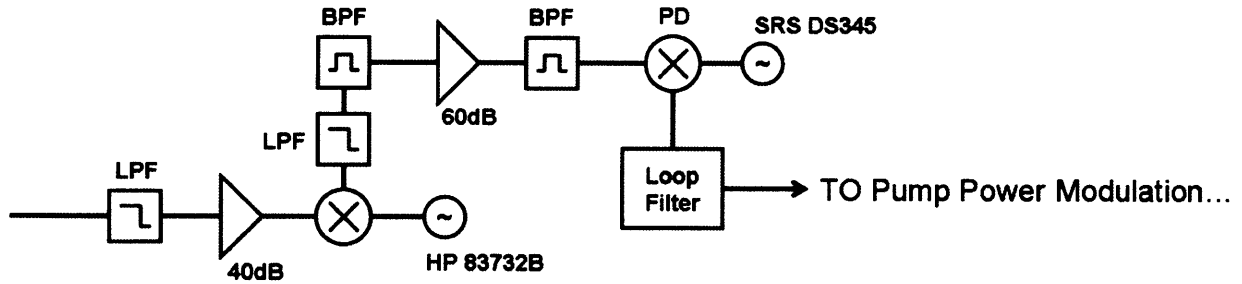 BPF
BPF
PD
SRS DS345
60dB
LPF
LPF
Loop
Filter
TO Pump Power Modulation...
40dB
HP 83732B